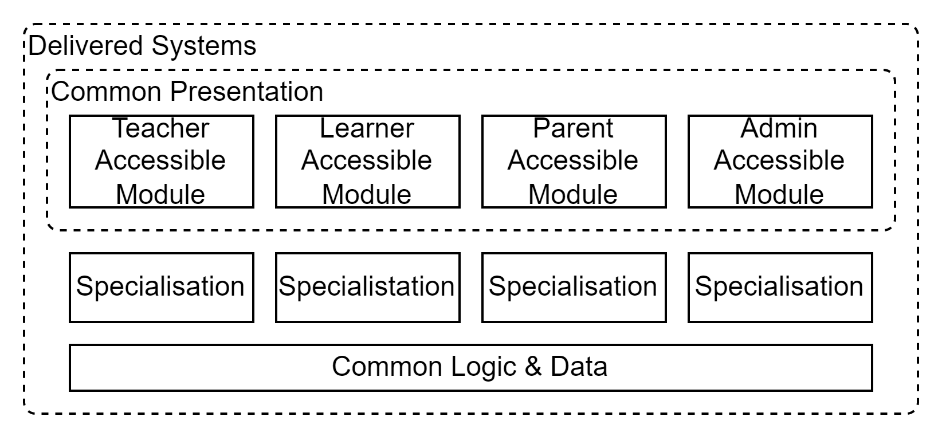 Delivered Systems
Common Presentation
Teacher
Accessible
Module
Learner
Accessible
Module
Parent
Accessible
Module
Admin
Accessible
Module
Specialisation
Specialistation
Specialisation
Specialisation
Common Logic & Data